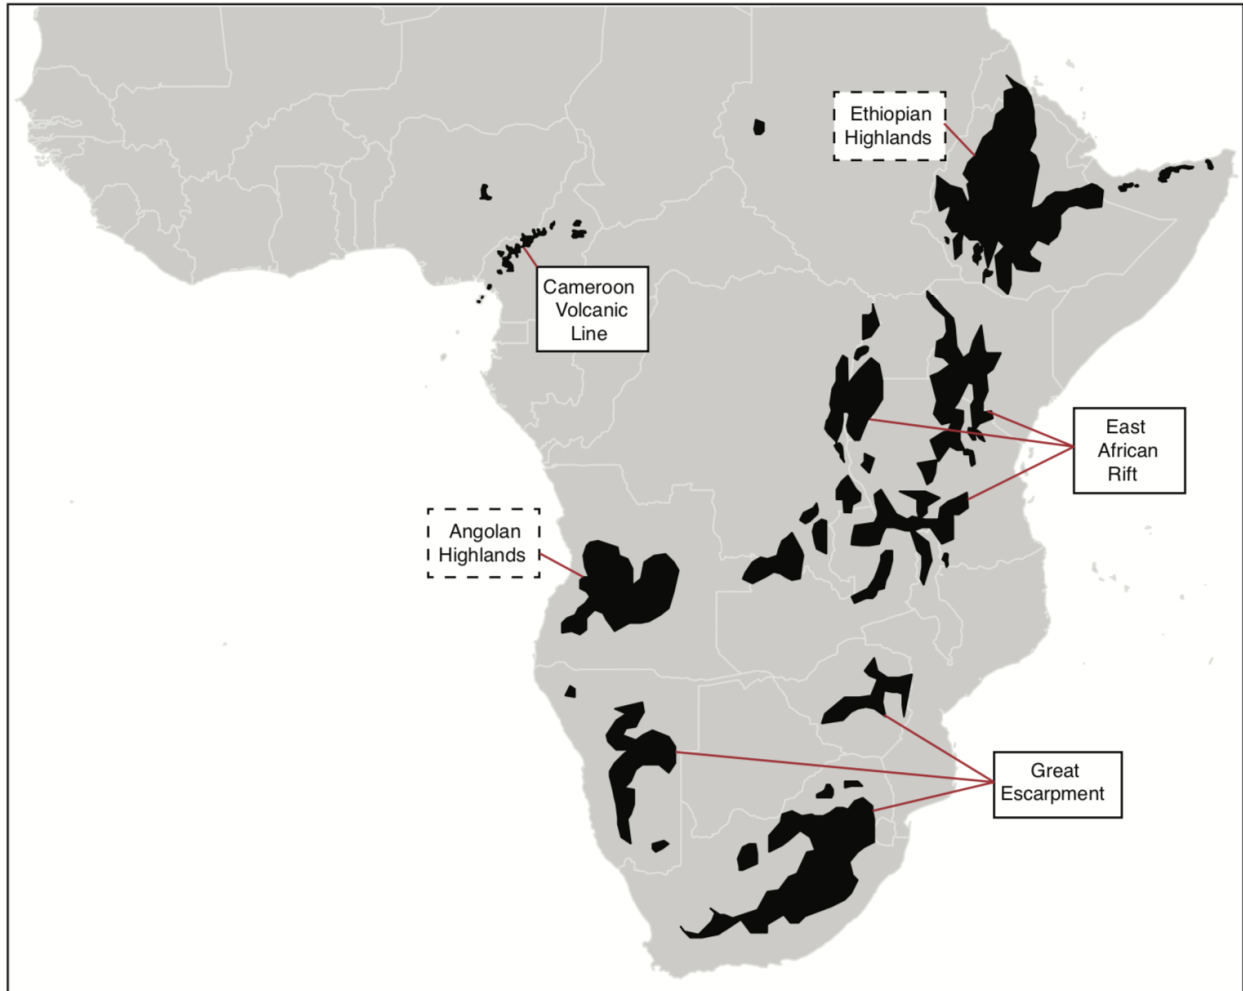 Ethiopian
Highlands
Cameroon
Volcanic
Line
East
African
Rift
Angolan
Highlands
Great
Escarpment